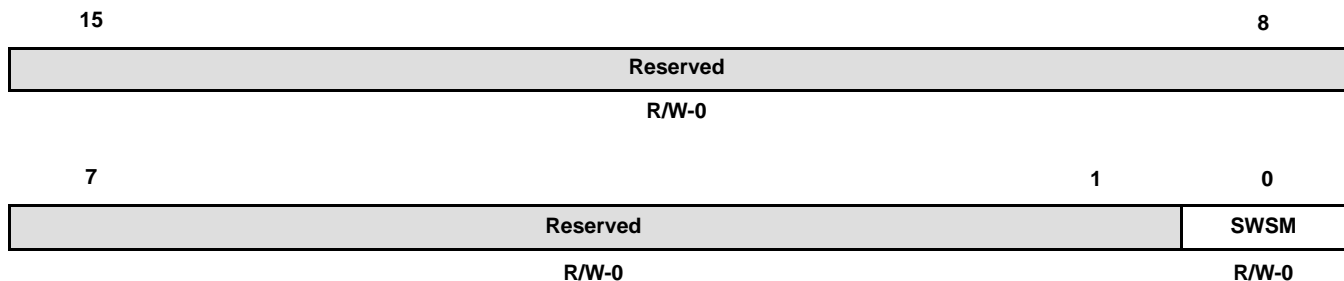 15 8
Reserved
R/W-0
7 1 0
Reserved SWSM
R/W-0 R/W-0